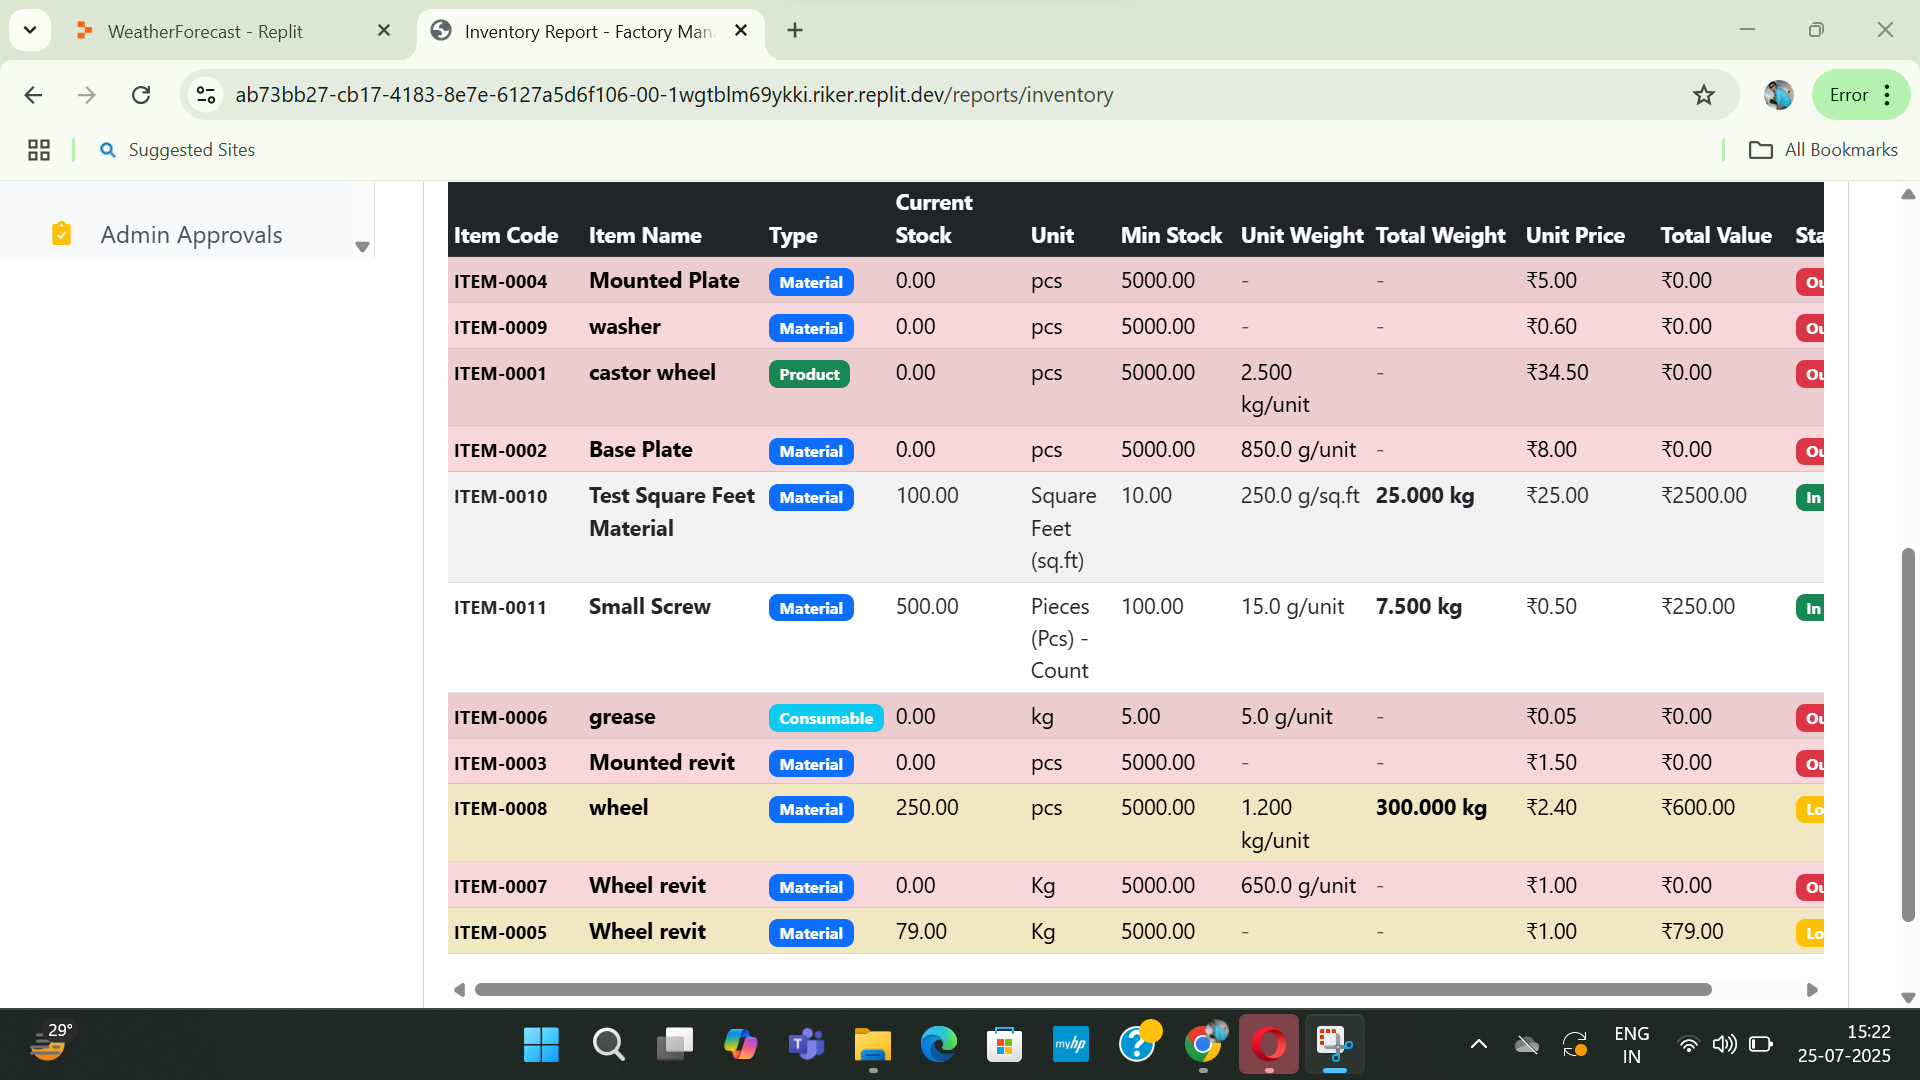 WeatherForecast - Replit
Inventory Report - Factory Man
ab73bb27-cb17-4183-8e7e-6127a5d6f106-00-1wgtblm69ykki.riker.replit.dev/reports/inventory
Error
Suggested Sites
All Bookmarks
Admin Approvals
Item Code Item Name Type Current Stock Unit Min Stock Unit Weight Total Weight Unit Price Total Value Sta
ITEM-0004 Mounted Plate Material 0.00 pcs 5000.00 - - ₹5.00 ₹0.00 Ou
ITEM-0009 washer Material 0.00 pcs 5000.00 - - ₹0.60 ₹0.00 Ou
ITEM-0001 castor wheel Product 0.00 pcs 5000.00 2.500 kg/unit - ₹34.50 ₹0.00 Ou
ITEM-0002 Base Plate Material 0.00 pcs 5000.00 850.0 g/unit - ₹8.00 ₹0.00 Ou
ITEM-0010 Test Square Feet Material Material 100.00 Square Feet (sq.ft) 10.00 250.0 g/sq.ft 25.000 kg ₹25.00 ₹2500.00 In
ITEM-0011 Small Screw Material 500.00 Pieces (Pcs) - Count 100.00 15.0 g/unit 7.500 kg ₹0.50 ₹250.00 In
ITEM-0006 grease Consumable 0.00 kg 5.00 5.0 g/unit - ₹0.05 ₹0.00 Ou
ITEM-0003 Mounted revit Material 0.00 pcs 5000.00 - - ₹1.50 ₹0.00 Ou
ITEM-0008 wheel Material 250.00 pcs 5000.00 1.200 kg/unit 300.000 kg ₹2.40 ₹600.00 Lo
ITEM-0007 Wheel revit Material 0.00 Kg 5000.00 650.0 g/unit - ₹1.00 ₹0.00 Ou
ITEM-0005 Wheel revit Material 79.00 Kg 5000.00 - - ₹1.00 ₹79.00 Lo
29°
myhp
ENG
IN
15:22
25-07-2025